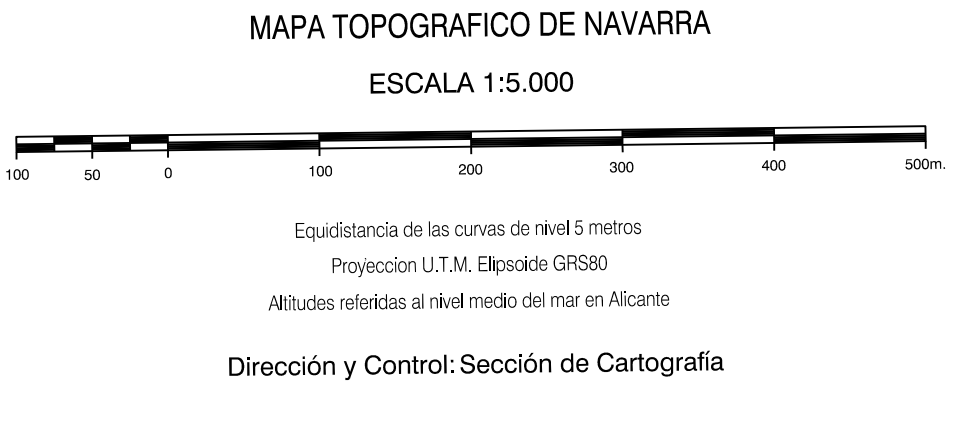 MAPA TOPOGRAFICO DE NAVARRA
ESCALA 1:5.000
100 50 0 100 200 300 400 500m.
Equidistancia de las curvas de nivel 5 metros
Proyeccion U.T.M. Elipsoide GRS80
Altitudes referidas al nivel medio del mar en Alicante
Dirección y Control: Sección de Cartografía